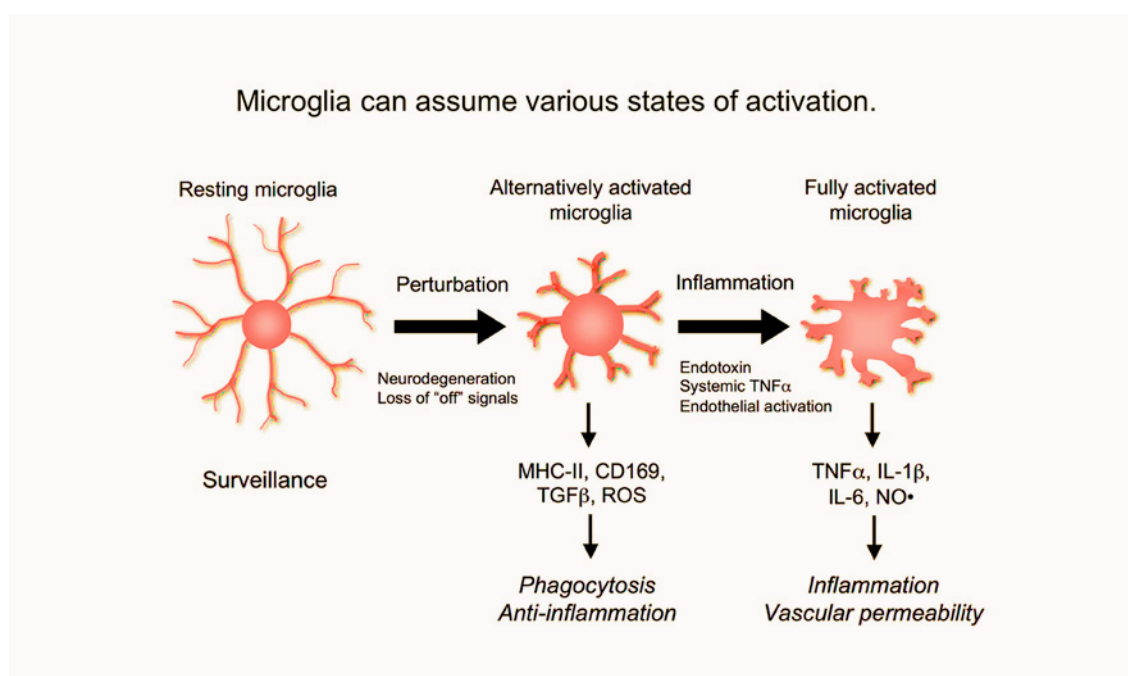 Microglia can assume various states of activation.
Resting microglia
Alternatively activated
microglia
Fully activated
microglia
Perturbation
Inflammation
Neurodegeneration
Loss of "off" signals
Endotoxin
Systemic TNFα
Endothelial activation
Surveillance
MHC-II, CD169,
TGFβ, ROS
TNFα, IL-1β,
IL-6, NO•
Phagocytosis
Anti-inflammation
Inflammation
Vascular permeability